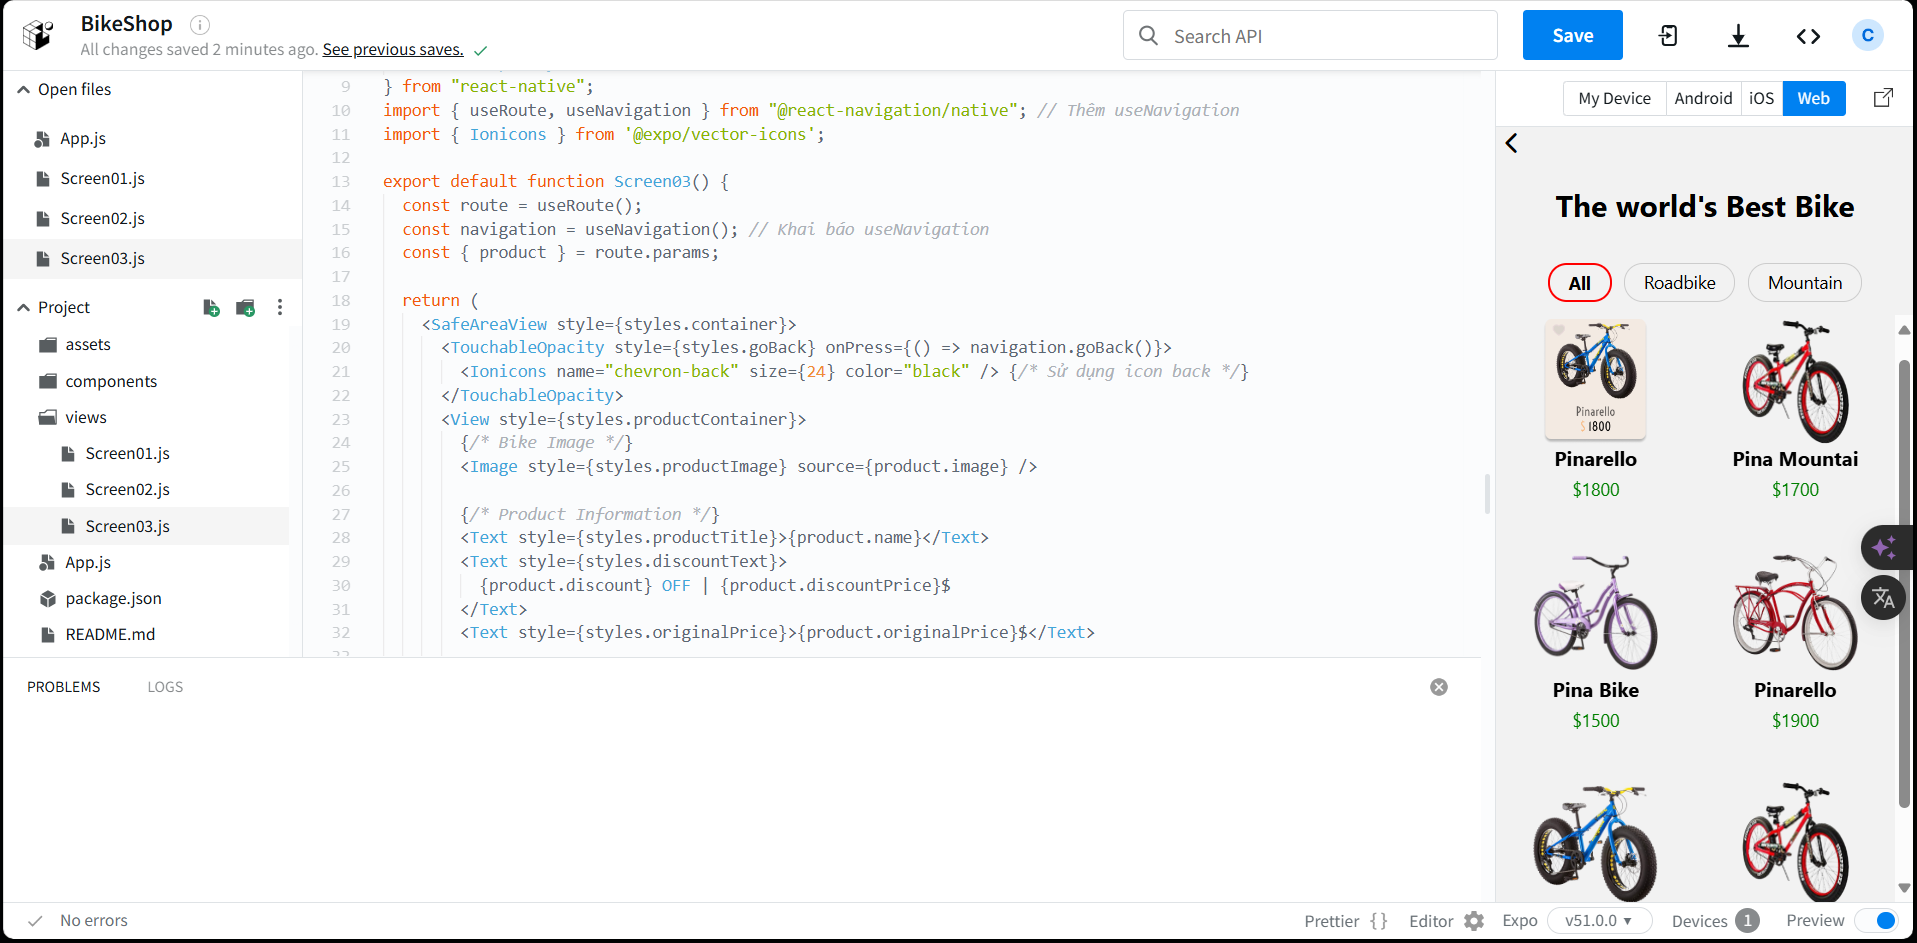 BikeShop
All changes saved 2 minutes ago. See previous saves.
Search API
Save
C
Open files
App.js
Screen01.js
Screen02.js
Screen03.js
Project
assets
components
views
Screen01.js
Screen02.js
Screen03.js
App.js
package.json
README.md
9 } from "react-native";
10 import { useRoute, useNavigation } from "@react-navigation/native"; // Thêm useNavigation
11 import { Ionicons } from '@expo/vector-icons';
12
13 export default function Screen03() {
14 const route = useRoute();
15 const navigation = useNavigation(); // Khai báo useNavigation
16 const { product } = route.params;
17
18 return (
19 <SafeAreaView style={styles.container}>
20 <TouchableOpacity style={styles.goBack} onPress={() => navigation.goBack()}>
21 <Ionicons name="chevron-back" size={24} color="black" /> {/* Sử dụng icon back */}
22 </TouchableOpacity>
23 <View style={styles.productContainer}>
24 {/* Bike Image */}
25 <Image style={styles.productImage} source={product.image} />
26
27 {/* Product Information */}
28 <Text style={styles.productTitle}>{product.name}</Text>
29 <Text style={styles.discountText}>
30 {product.discount} OFF | {product.discountPrice}$
31 </Text>
32 <Text style={styles.originalPrice}>{product.originalPrice}$</Text>
My Device Android iOS Web
The world's Best Bike
All Roadbike Mountain
Pinarello
$ 1800
Pinarello Pina Mountai
$1800 $1700
Pina Bike Pinarello
$1500 $1900
PROBLEMS LOGS
No errors
Prettier { } Editor Expo v51.0.0 Devices 1 Preview